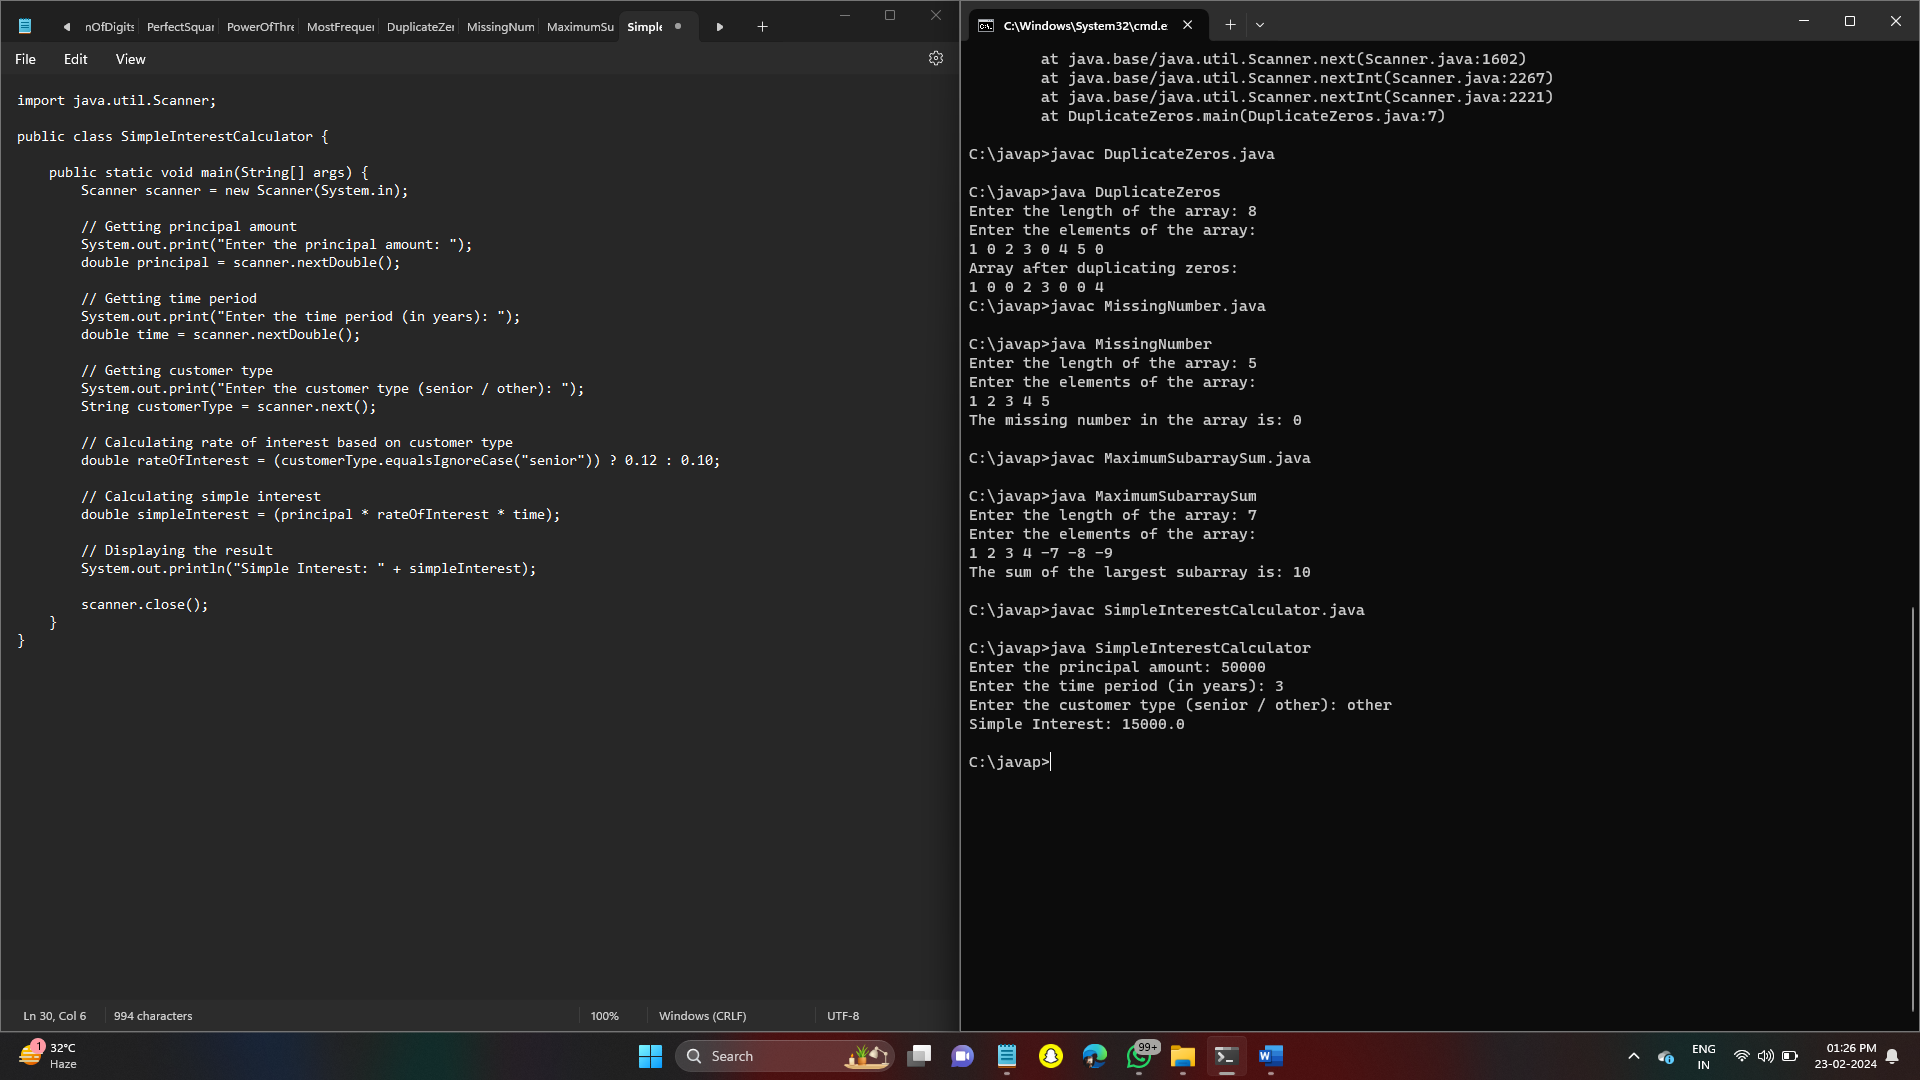 nOfDigits PerfectSquar PowerOfThre MostFrequen DuplicateZer MissingNum MaximumSu Simple
File Edit View
import java.util.Scanner;
public class SimpleInterestCalculator {
public static void main(String[] args) {
Scanner scanner = new Scanner(System.in);
// Getting principal amount
System.out.print("Enter the principal amount: ");
double principal = scanner.nextDouble();
// Getting time period
System.out.print("Enter the time period (in years): ");
double time = scanner.nextDouble();
// Getting customer type
System.out.print("Enter the customer type (senior / other): ");
String customerType = scanner.next();
// Calculating rate of interest based on customer type
double rateOfInterest = (customerType.equalsIgnoreCase("senior")) ? 0.12 : 0.10;
// Calculating simple interest
double simpleInterest = (principal * rateOfInterest * time);
// Displaying the result
System.out.println("Simple Interest: " + simpleInterest);
scanner.close();
}
}
Ln 30, Col 6 994 characters 100% Windows (CRLF) UTF-8
C:\Windows\System32\cmd.e
at java.base/java.util.Scanner.next(Scanner.java:1602)
at java.base/java.util.Scanner.nextInt(Scanner.java:2267)
at java.base/java.util.Scanner.nextInt(Scanner.java:2221)
at DuplicateZeros.main(DuplicateZeros.java:7)
C:\javap>javac DuplicateZeros.java
C:\javap>java DuplicateZeros
Enter the length of the array: 8
Enter the elements of the array:
1 0 2 3 0 4 5 0
Array after duplicating zeros:
1 0 0 2 3 0 0 4
C:\javap>javac MissingNumber.java
C:\javap>java MissingNumber
Enter the length of the array: 5
Enter the elements of the array:
1 2 3 4 5
The missing number in the array is: 0
C:\javap>javac MaximumSubarraySum.java
C:\javap>java MaximumSubarraySum
Enter the length of the array: 7
Enter the elements of the array:
1 2 3 4 -7 -8 -9
The sum of the largest subarray is: 10
C:\javap>javac SimpleInterestCalculator.java
C:\javap>java SimpleInterestCalculator
Enter the principal amount: 50000
Enter the time period (in years): 3
Enter the customer type (senior / other): other
Simple Interest: 15000.0
C:\javap>
1 32°C
Haze
Search
99+
ENG
IN
01:26 PM
23-02-2024